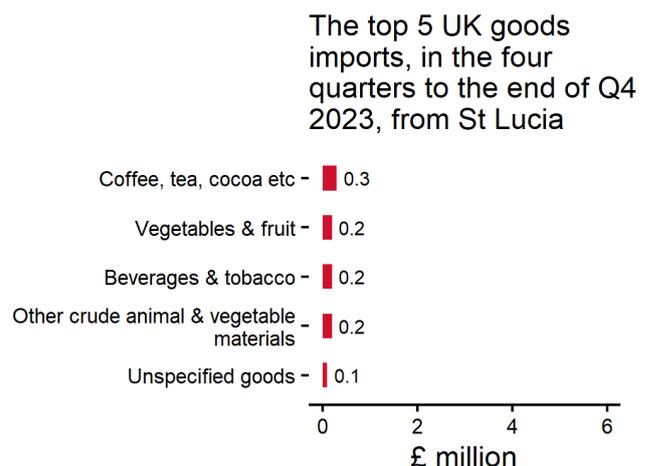 The top 5 UK goods
imports, in the four
quarters to the end of Q4
2023, from St Lucia
Coffee, tea, cocoa etc 0.3
Vegetables & fruit 0.2
Beverages & tobacco 0.2
Other crude animal & vegetable
materials 0.2
Unspecified goods 0.1
0 2 4 6
£ million